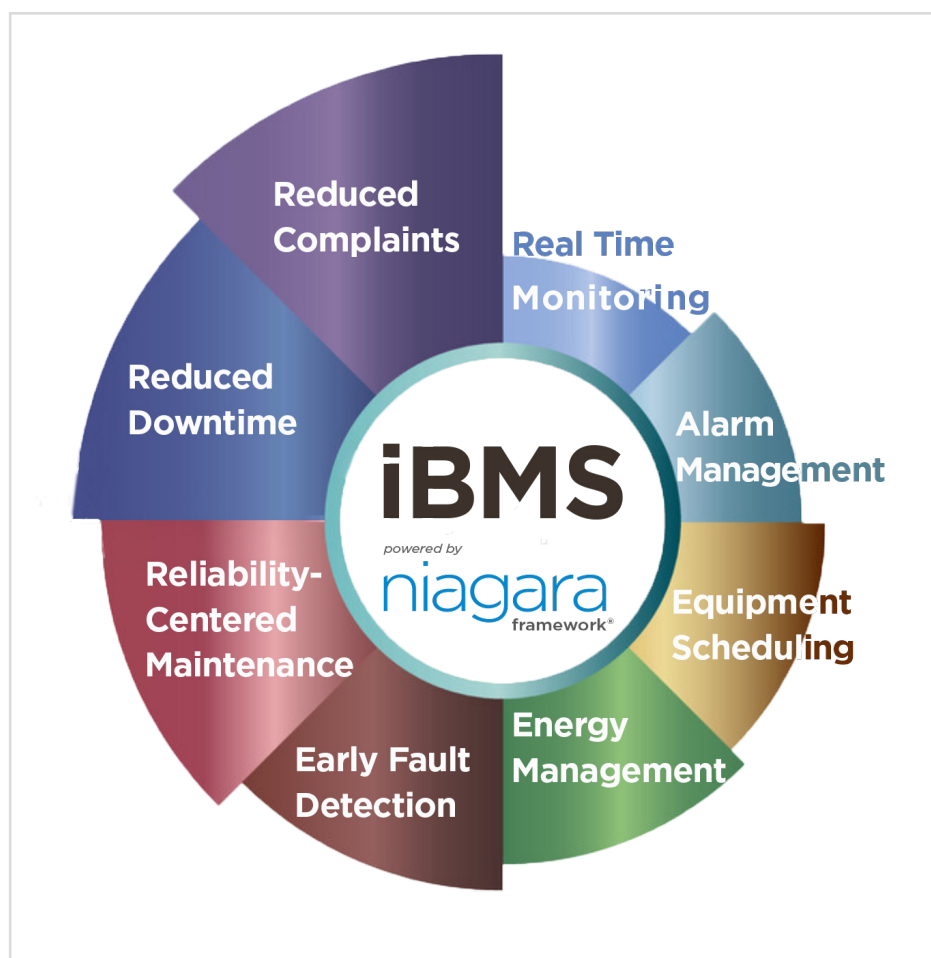 Reduced
Complaints
Real Time
Monitoring
Alarm
Management
Equipment
Scheduling
Energy
Management
Early Fault
Detection
Reliability-
Centered
Maintenance
Reduced
Downtime
iBMS
powered by
niagara
framework®